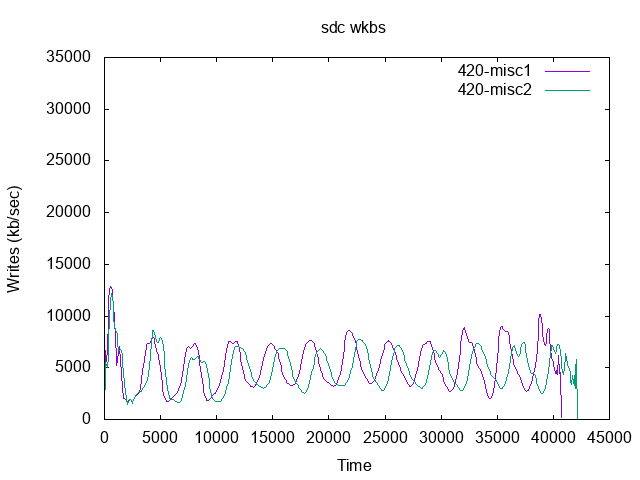 sdc wkbs
35000
30000
25000
20000
15000
10000
5000
0
Writes (kb/sec)
420-misc1
420-misc2
0 5000 10000 15000 20000 25000 30000 35000 40000 45000
Time